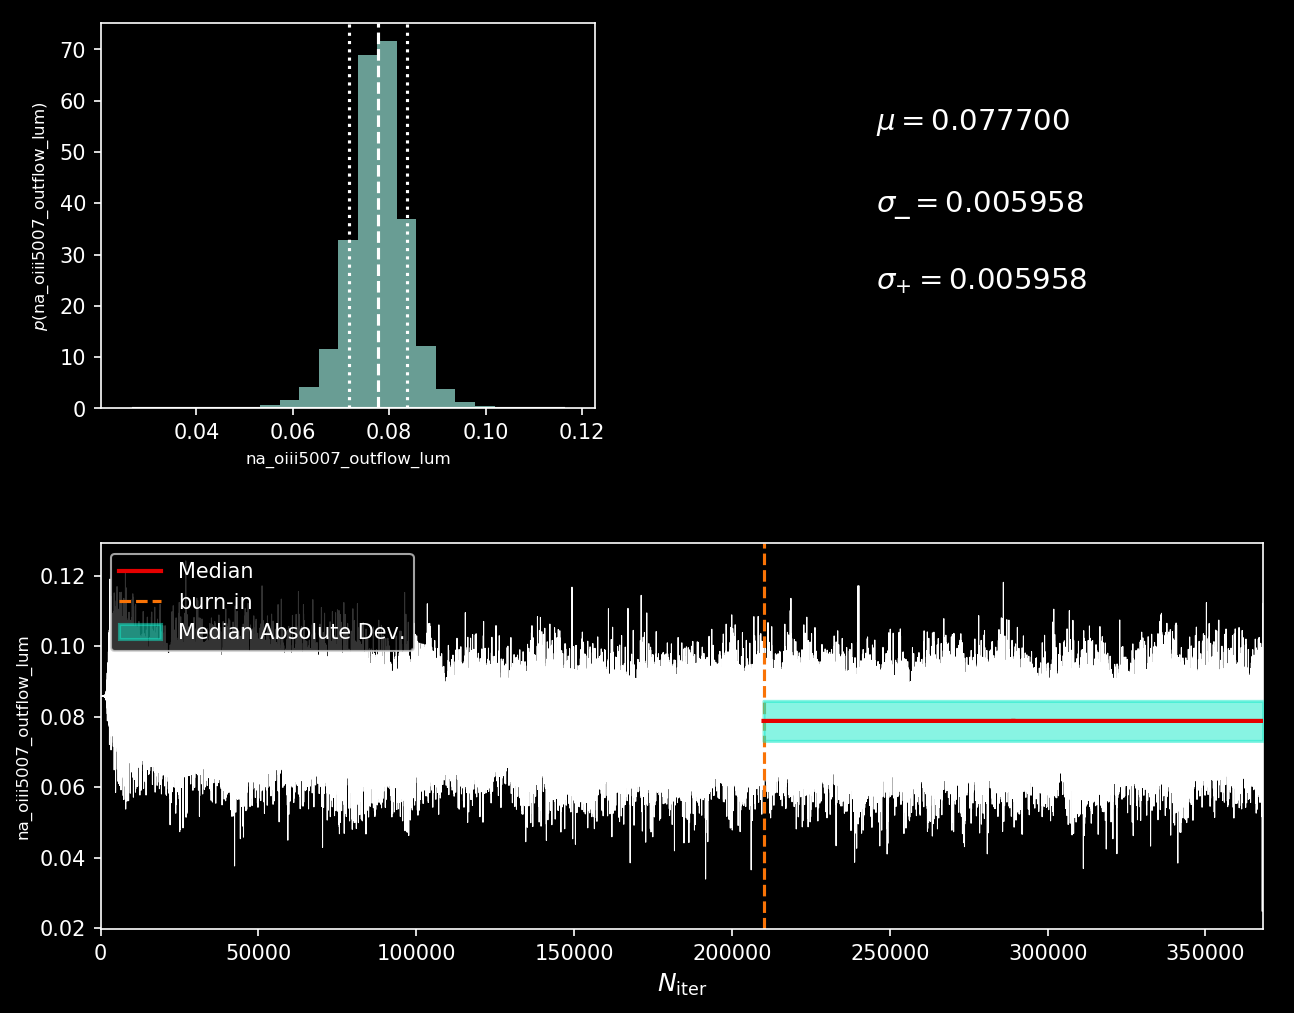 70
60
50
40
30
20
10
0
p(na_oiii5007_outflow_lum)
0.04 0.06 0.08 0.10 0.12
na_oiii5007_outflow_lum
μ = 0.077700
σ₋ = 0.005958
σ₊ = 0.005958
0.12
0.10
0.08
0.06
0.04
0.02
na_oiii5007_outflow_lum
Median
burn-in
Median Absolute Dev.
0 50000 100000 150000 200000 250000 300000 350000
N_iter